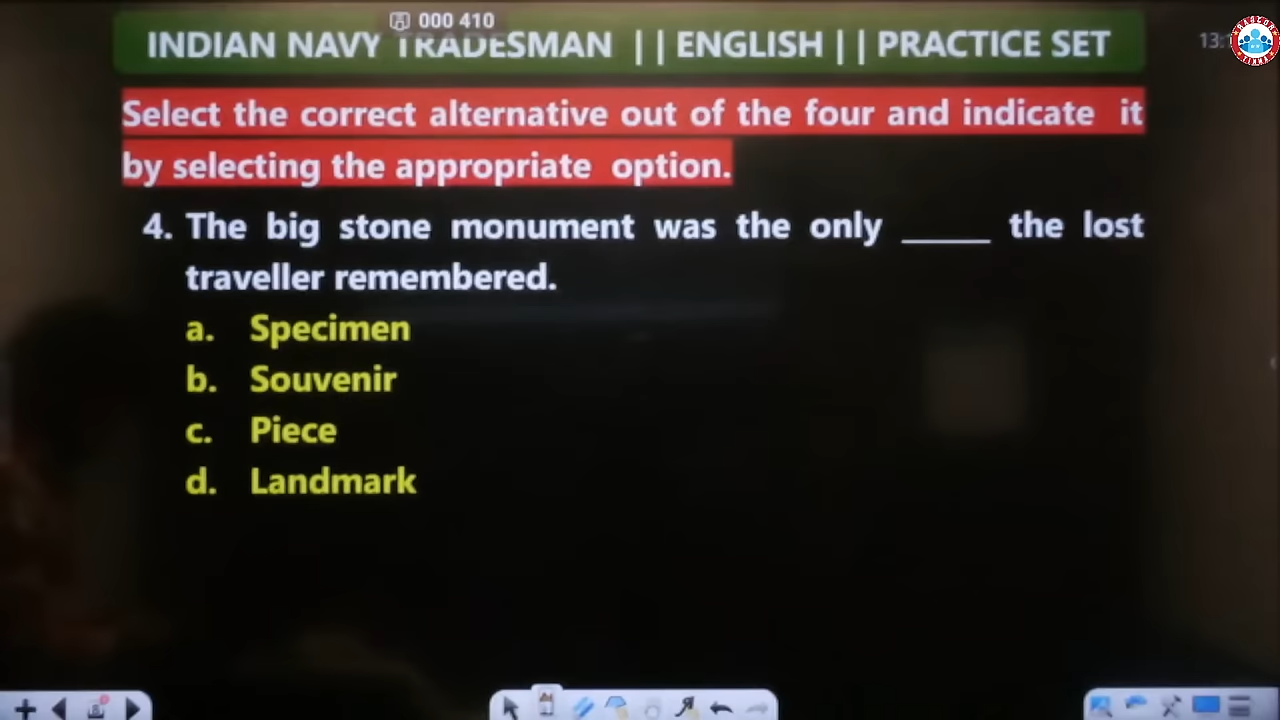 000 410
INDIAN NAVY TRADESMAN || ENGLISH || PRACTICE SET
Select the correct alternative out of the four and indicate it
by selecting the appropriate option.
4. The big stone monument was the only _____ the lost
traveller remembered.
a. Specimen
b. Souvenir
c. Piece
d. Landmark